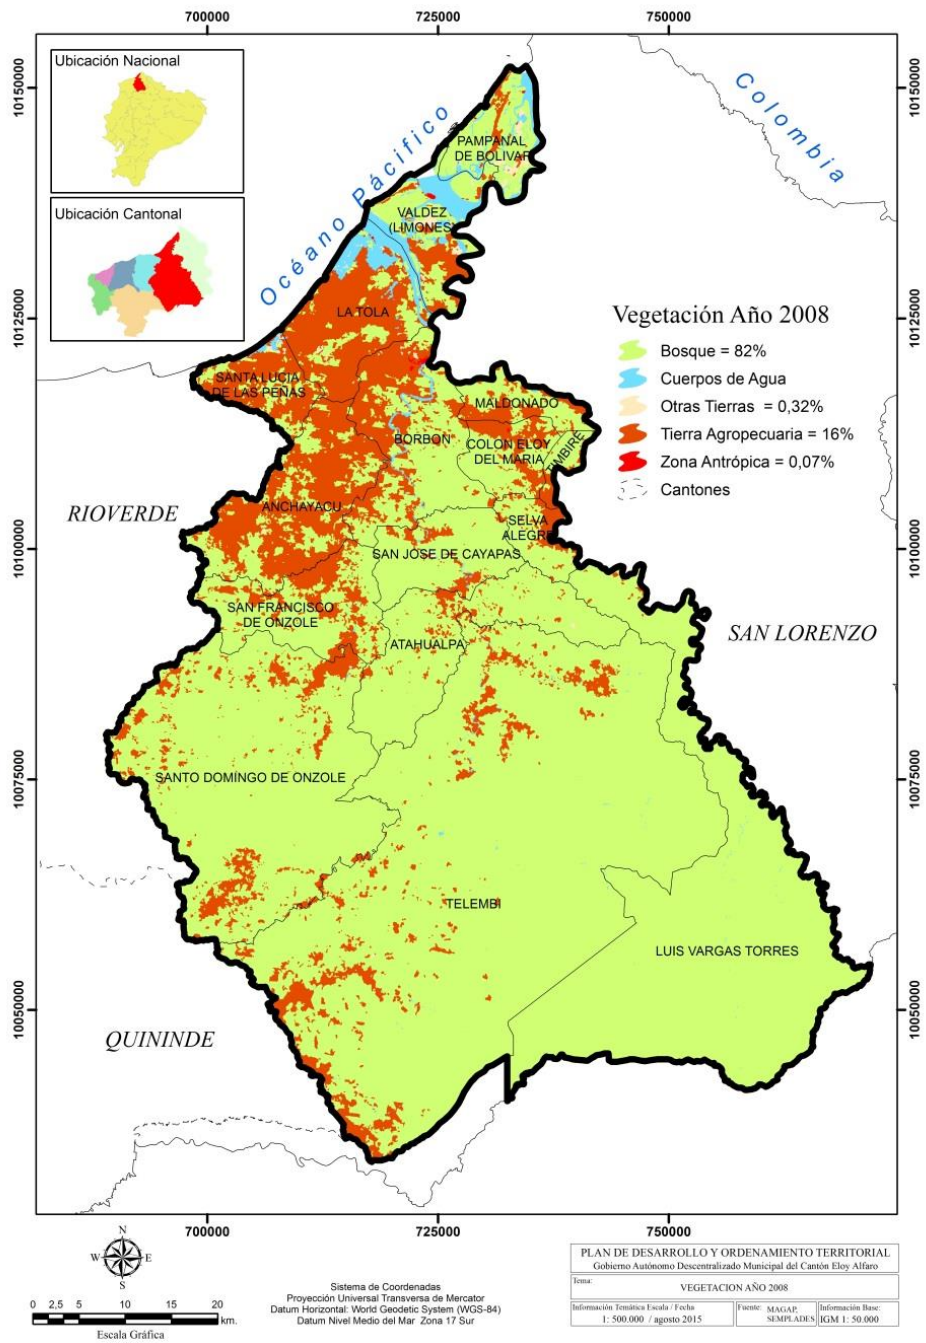 700000
725000
750000
10150000
10125000
10100000
10075000
10050000
10150000
10125000
10100000
10075000
10050000
Ubicación Nacional
Ubicación Cantonal
Océano Pácifico
Colombia
PAMPANAL
DE BOLIVAR
VALDEZ
(LIMONES)
LA TOLA
SANTA LUCIA
DE LAS PEÑAS
MALDONADO
BORBON
COLON ELOY
DEL MARIA
TIMBIRE
ANCHAYACU
SELVA
ALEGRE
SAN JOSE DE CAYAPAS
SAN FRANCISCO
DE ONZOLE
ATAHUALPA
SANTO DOMINGO DE ONZOLE
TELEMBI
LUIS VARGAS TORRES
RIOVERDE
SAN LORENZO
QUININDE
Vegetación Año 2008
Bosque = 82%
Cuerpos de Agua
Otras Tierras = 0,32%
Tierra Agropecuaria = 16%
Zona Antrópica = 0,07%
Cantones
700000
725000
750000
N
W
E
S
0 2,5 5 10 15 20
km.
Escala Gráfica
Sistema de Coordenadas
Proyección Universal Transversa de Mercator
Datum Horizontal: World Geodetic System (WGS-84)
Datum Nivel Medio del Mar Zona 17 Sur
PLAN DE DESARROLLO Y ORDENAMIENTO TERRITORIAL
Gobierno Autónomo Descentralizado Municipal del Cantón Eloy Alfaro
Tema:
VEGETACION AÑO 2008
Información Temática Escala / Fecha
1: 500.000 / agosto 2015
Fuente: MAGAP,
SEMPLADES
Información Base:
IGM 1: 50.000